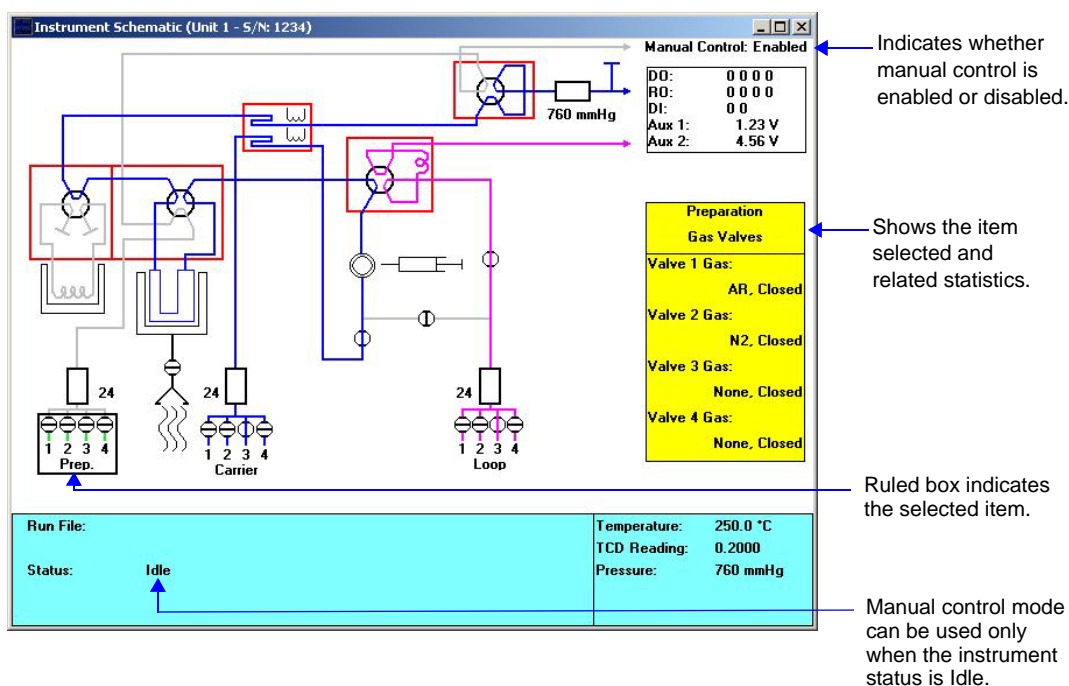 Instrument Schematic (Unit 1 - S/N: 1234)
Manual Control: Enabled
Indicates whether
manual control is
enabled or disabled.
DO: 0 0 0 0
RO: 0 0 0 0
DI: 0 0
Aux 1: 1.23 V
Aux 2: 4.56 V
760 mmHg
Preparation
Gas Valves
Valve 1 Gas:
AR, Closed
Valve 2 Gas:
N2, Closed
Valve 3 Gas:
None, Closed
Valve 4 Gas:
None, Closed
Shows the item
selected and
related statistics.
24
1 2 3 4
Prep.
24
1 2 3 4
Carrier
24
1 2 3 4
Loop
Ruled box indicates
the selected item.
Run File:
Status: Idle
Temperature: 250.0 °C
TCD Reading: 0.2000
Pressure: 760 mmHg
Manual control mode
can be used only
when the instrument
status is Idle.